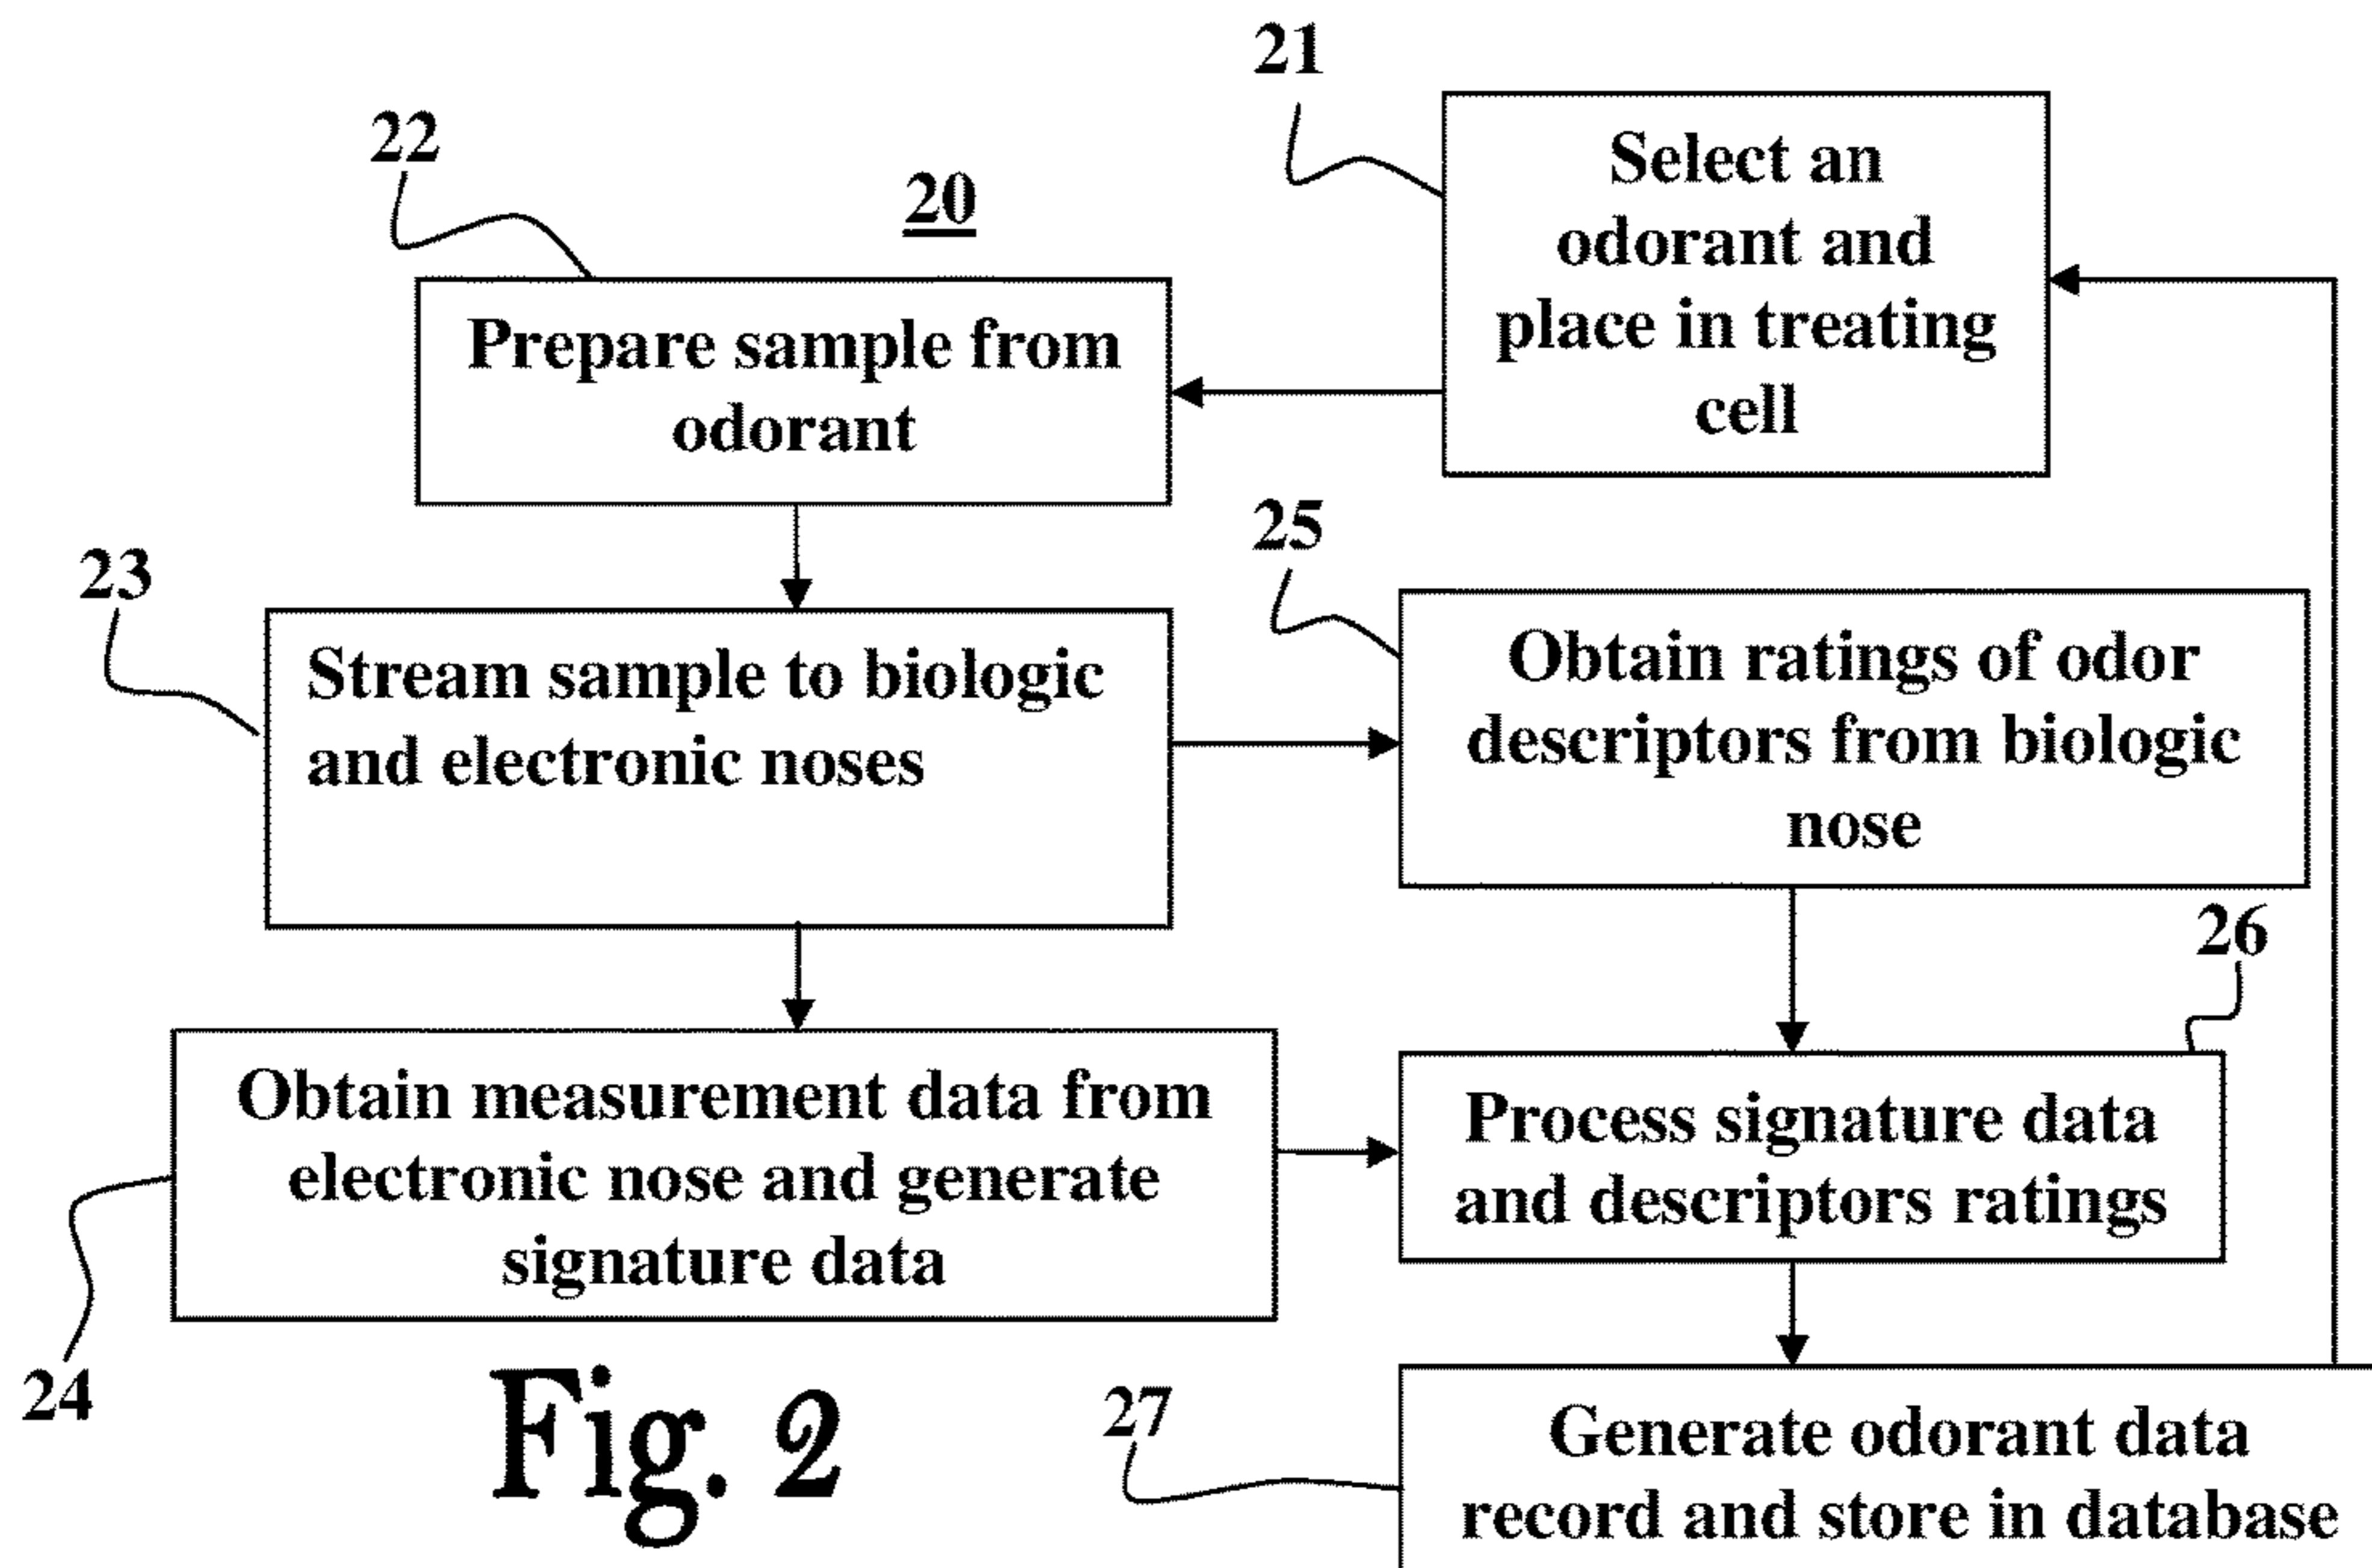 21
Select an
odorant and
place in treating
cell
22
20
Prepare sample from
odorant
23
Stream sample to biologic
and electronic noses
25
Obtain ratings of odor
descriptors from biologic
nose
26
Obtain measurement data from
electronic nose and generate
signature data
24
Process signature data
and descriptors ratings
27
Generate odorant data
record and store in database
Fig. 2